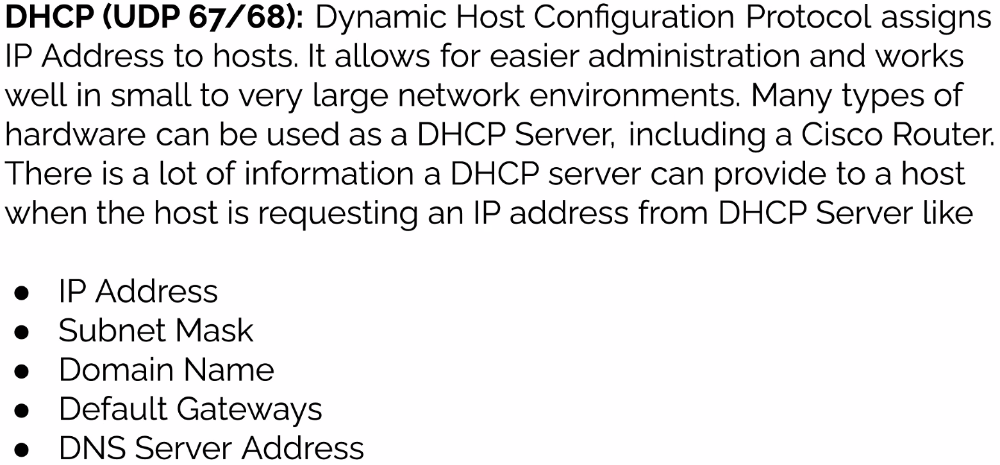 DHCP (UDP 67/68): Dynamic Host Configuration Protocol assigns
IP Address to hosts. It allows for easier administration and works
well in small to very large network environments. Many types of
hardware can be used as a DHCP Server, including a Cisco Router.
There is a lot of information a DHCP server can provide to a host
when the host is requesting an IP address from DHCP Server like
● IP Address
● Subnet Mask
● Domain Name
● Default Gateways
● DNS Server Address